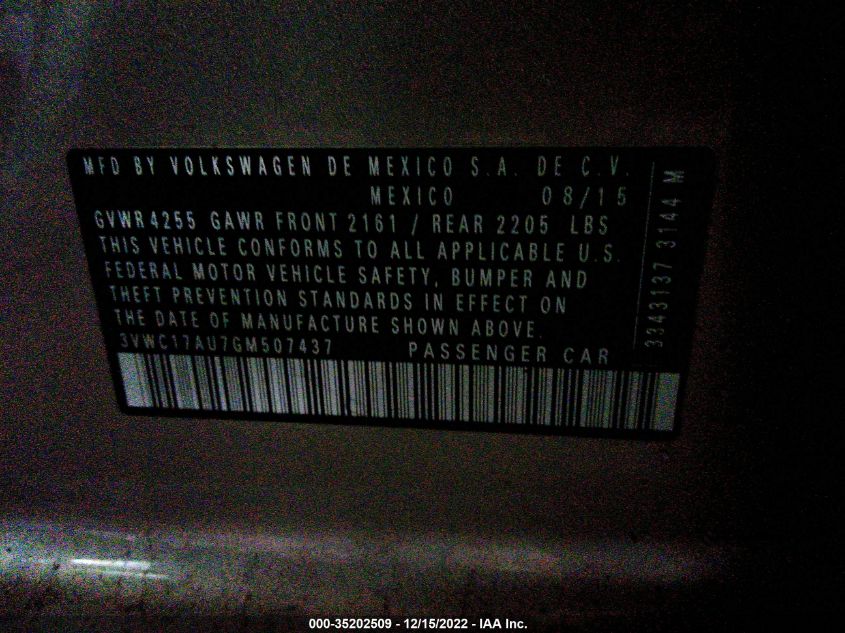 MFD BY VOLKSWAGEN DE MEXICO S.A. DE C.V.
MEXICO 08/15
GVWR 4255 GAWR FRONT 2161 / REAR 2205 LBS
THIS VEHICLE CONFORMS TO ALL APPLICABLE U.S.
FEDERAL MOTOR VEHICLE SAFETY, BUMPER AND
THEFT PREVENTION STANDARDS IN EFFECT ON
THE DATE OF MANUFACTURE SHOWN ABOVE.
3VWC17AU7GM507437 PASSENGER CAR
3343137 3144 M
000-35202509 - 12/15/2022 - IAA Inc.